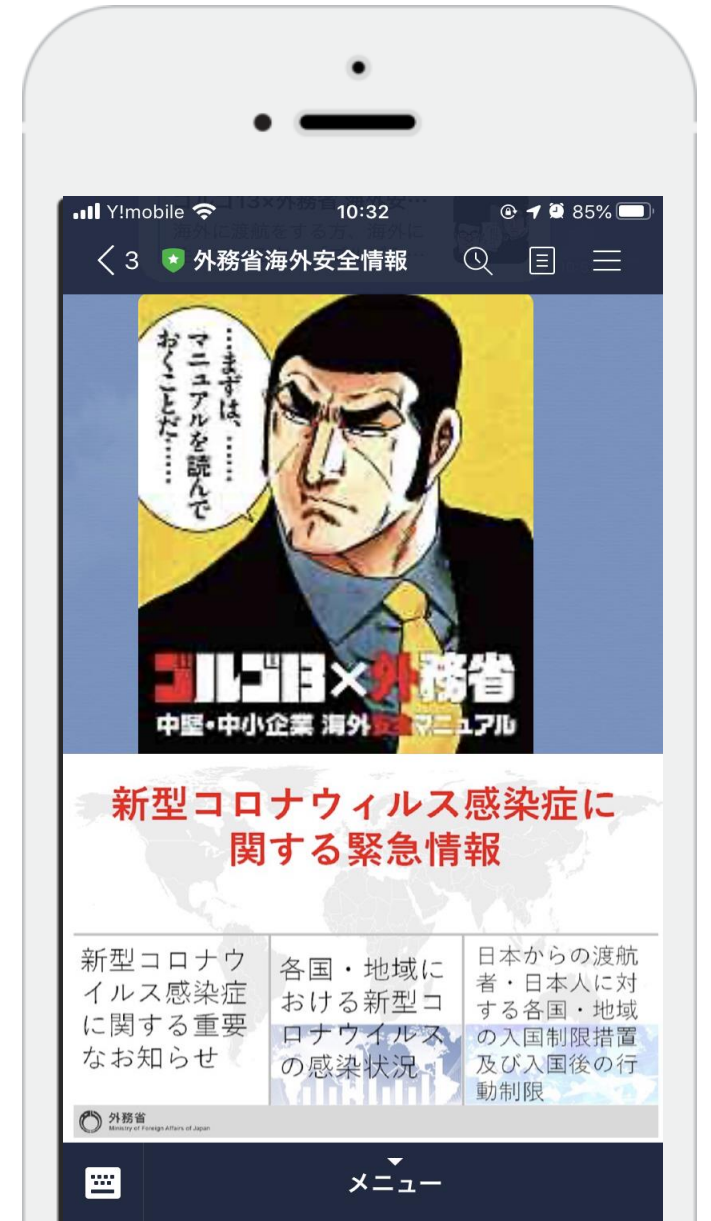 Y!mobile 10:32 85%
3 外務省海外安全情報
……まずは、……
マニュアルを読んで
おくことだ……
ゴルゴ13×外務省
中堅・中小企業 海外安全マニュアル
新型コロナウィルス感染症に
関する緊急情報
新型コロナウ
イルス感染症
に関する重要
なお知らせ
各国・地域に
おける新型コ
ロナウイルス
の感染状況
日本からの渡航
者・日本人に対
する各国・地域
の入国制限措置
及び入国後の行
動制限
外務省
Ministry of Foreign Affairs of Japan
メニュー